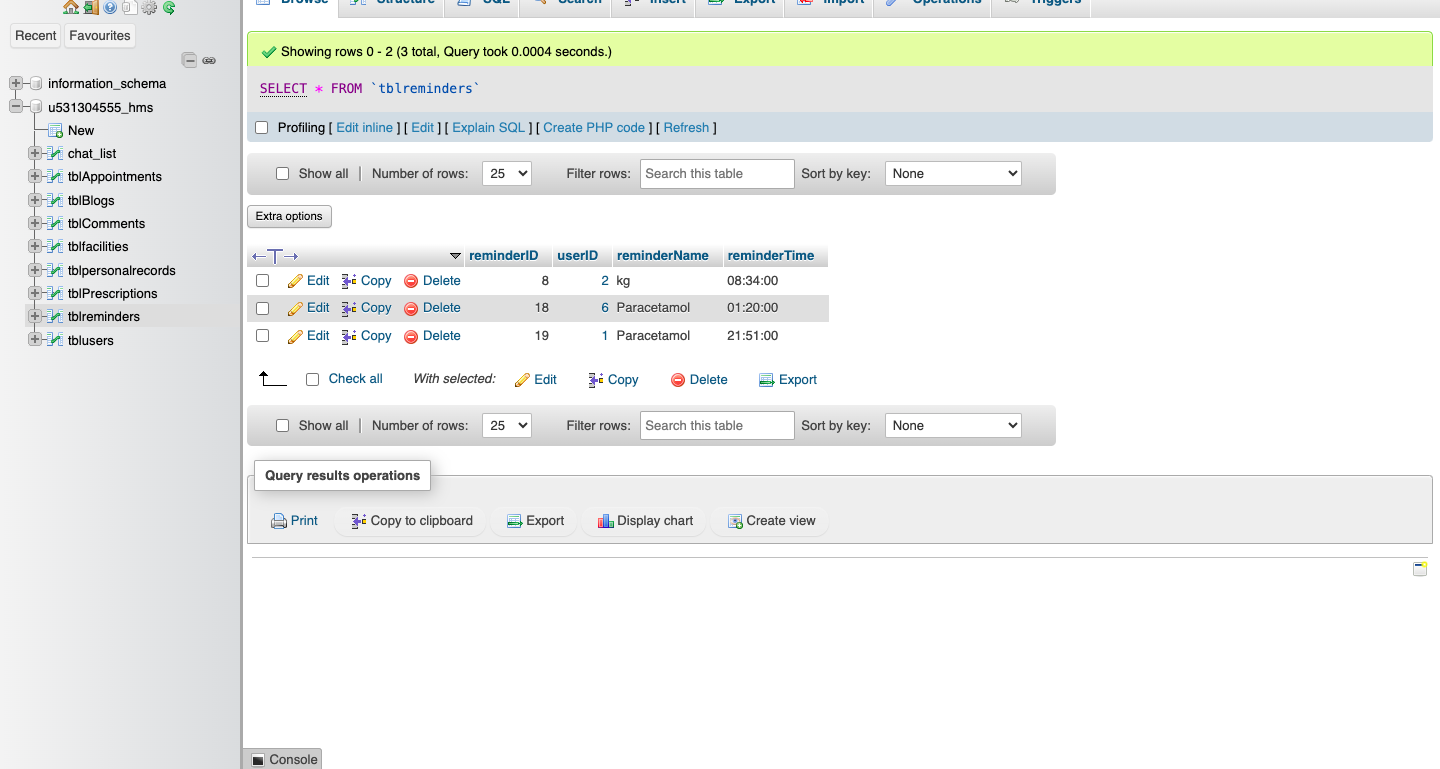 Browse Structure SQL Search Insert Export Import Operations Triggers
Recent Favourites
information_schema
u531304555_hms
New
chat_list
tblAppointments
tblBlogs
tblComments
tblfacilities
tblpersonalrecords
tblPrescriptions
tblreminders
tblusers
Showing rows 0 - 2 (3 total, Query took 0.0004 seconds.)
SELECT * FROM `tblreminders`
Profiling [ Edit inline ] [ Edit ] [ Explain SQL ] [ Create PHP code ] [ Refresh ]
Show all | Number of rows: 25 Filter rows: Search this table Sort by key: None
Extra options
←T→ reminderID userID reminderName reminderTime
Edit Copy Delete 8 2 kg 08:34:00
Edit Copy Delete 18 6 Paracetamol 01:20:00
Edit Copy Delete 19 1 Paracetamol 21:51:00
Check all With selected: Edit Copy Delete Export
Show all | Number of rows: 25 Filter rows: Search this table Sort by key: None
Query results operations
Print Copy to clipboard Export Display chart Create view
Console